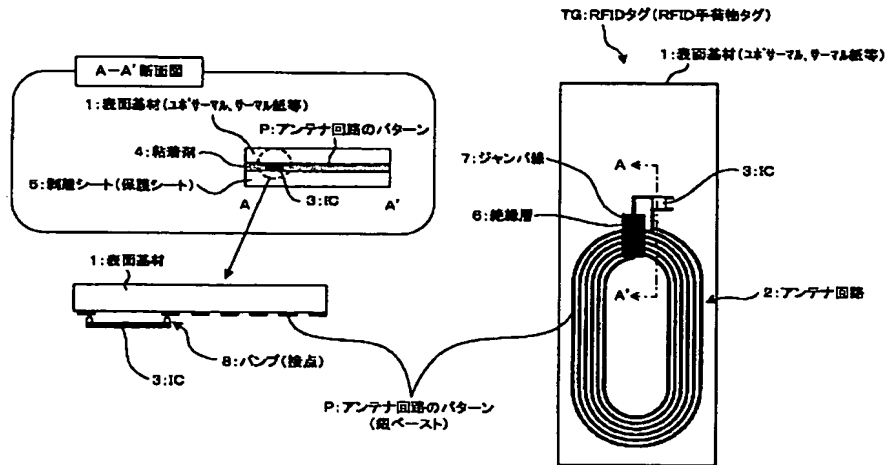 TG:RFIDタグ(RFID手荷物タグ)
1:表面基材(ユポサーマル、サーマル紙等)
A-A'断面図
1:表面基材(ユポサーマル、サーマル紙等)
P:アンテナ回路のパターン
4:粘着剤
5:剥離シート(保護シート)
3:IC
A
A'
7:ジャンパ線
6:絶縁層
A
3:IC
A'
2:アンテナ回路
1:表面基材
8:バンプ(接点)
3:IC
P:アンテナ回路のパターン
(銀ペースト)